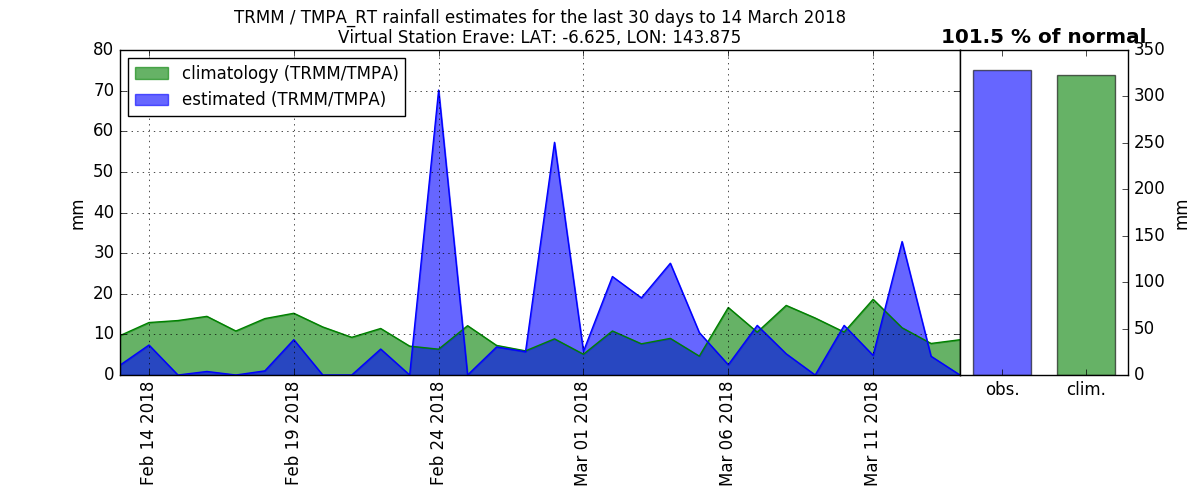 TRMM / TMPA_RT rainfall estimates for the last 30 days to 14 March 2018
Virtual Station Erave: LAT: -6.625, LON: 143.875
101.5 % of normal
climatology (TRMM/TMPA)
estimated (TRMM/TMPA)
80
70
60
50
40
30
20
10
0
mm
Feb 14 2018
Feb 19 2018
Feb 24 2018
Mar 01 2018
Mar 06 2018
Mar 11 2018
obs.
clim.
350
300
250
200
150
100
50
0
mm